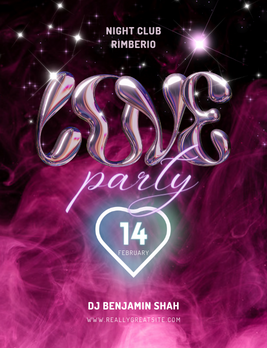 NIGHT CLUB
RIMBERIO
LOVE
party
14
FEBRUARY
DJ BENJAMIN SHAH
WWW.REALLYGREATSITE.COM